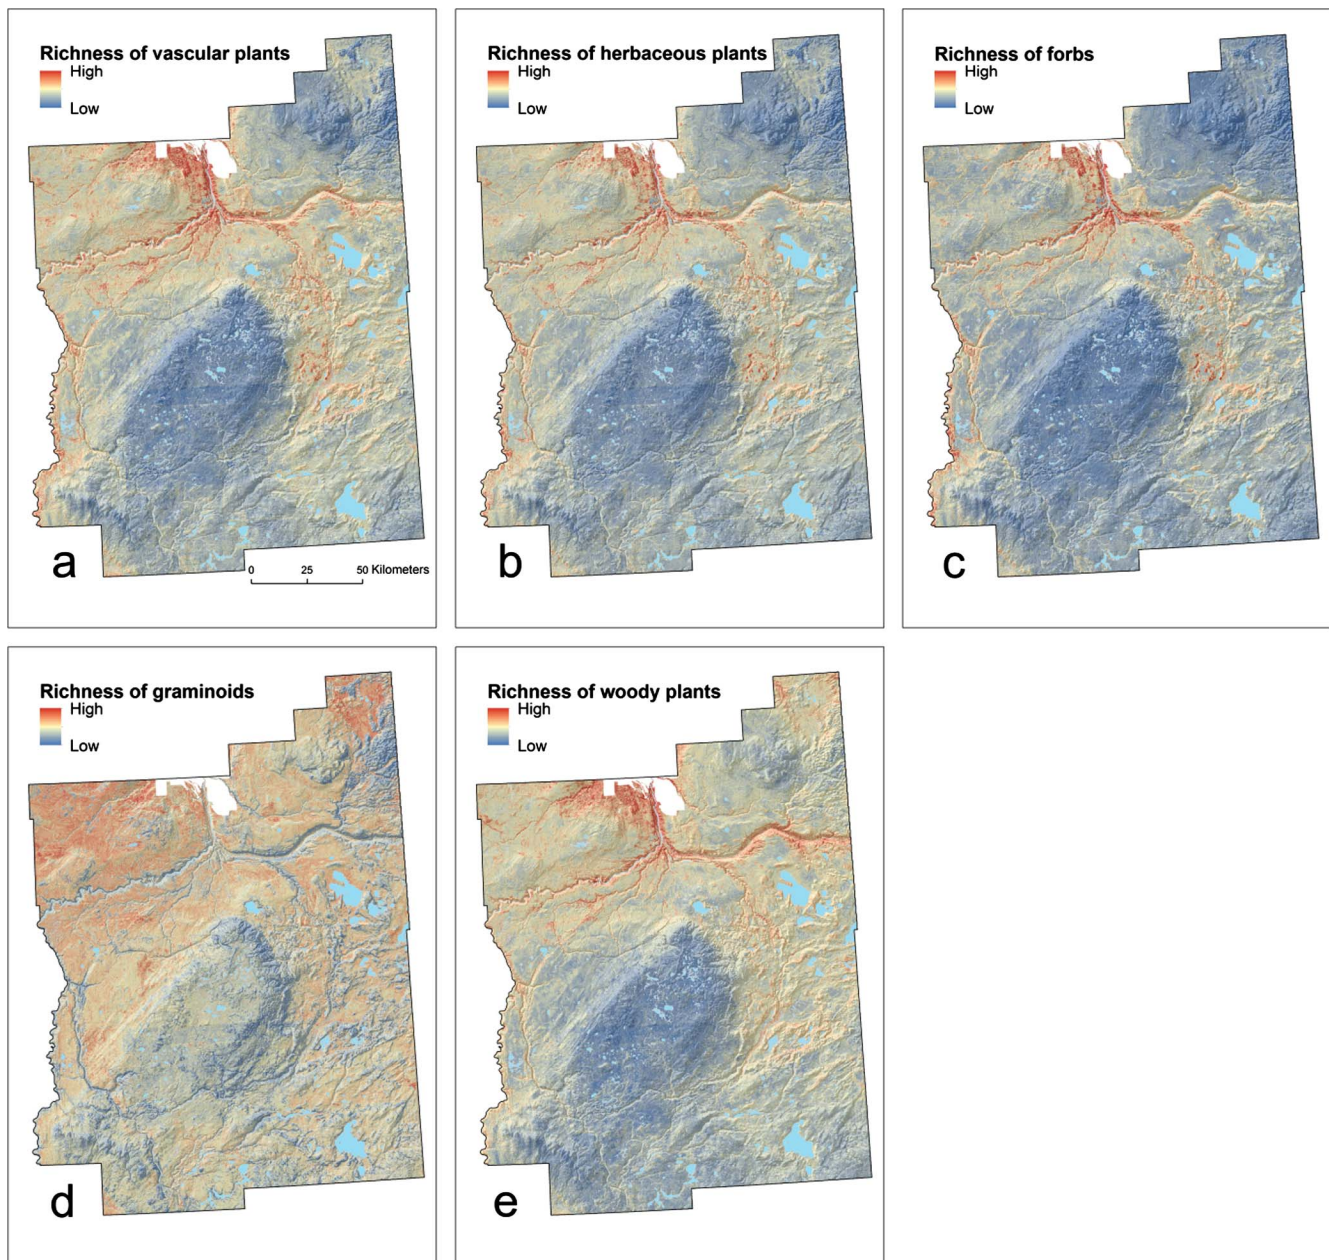 Richness of vascular plants
High
Low
a
0 25 50 Kilometers
Richness of herbaceous plants
High
Low
b
Richness of forbs
High
Low
c
Richness of graminoids
High
Low
d
Richness of woody plants
High
Low
e